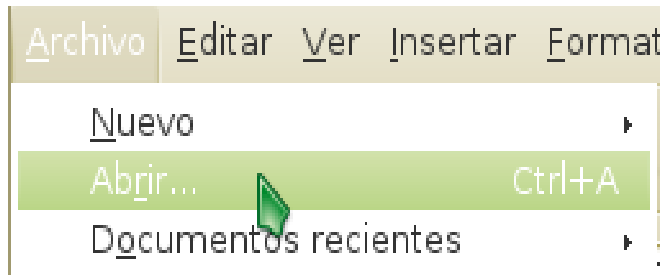 Archivo Editar Ver Insertar Format
Nuevo
Abrir... Ctrl+A
Documentos recientes